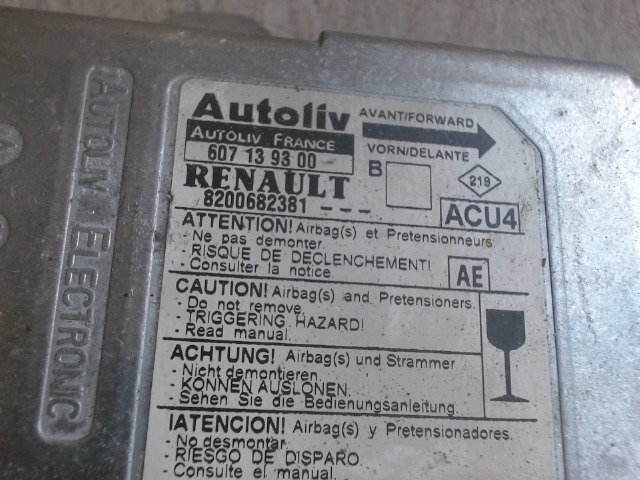 AUTOLIV ELECTRONIC
Autoliv
AUTOLIV FRANCE
607 13 93 00
RENAULT
8200682381 ---
AVANT/FORWARD
VORN/DELANTE
B
219
ACU4
ATTENTION! Airbag(s) et Pretensionneurs.
- Ne pas demonter.
- RISQUE DE DECLENCHEMENT!
- Consulter la notice.
AE
CAUTION! Airbag(s) and Pretensioners.
- Do not remove.
- TRIGGERING HAZARD!
- Read manual.
ACHTUNG! Airbag(s) und Strammer
- Nicht demontieren.
- KONNEN AUSLONEN.
- Sehen Sie die Bedienungsanleitung.
IATENCION! Airbag(s) y Pretensionadores.
- No desmontar
- RIESGO DE DISPARO.
- Consulte el manual.